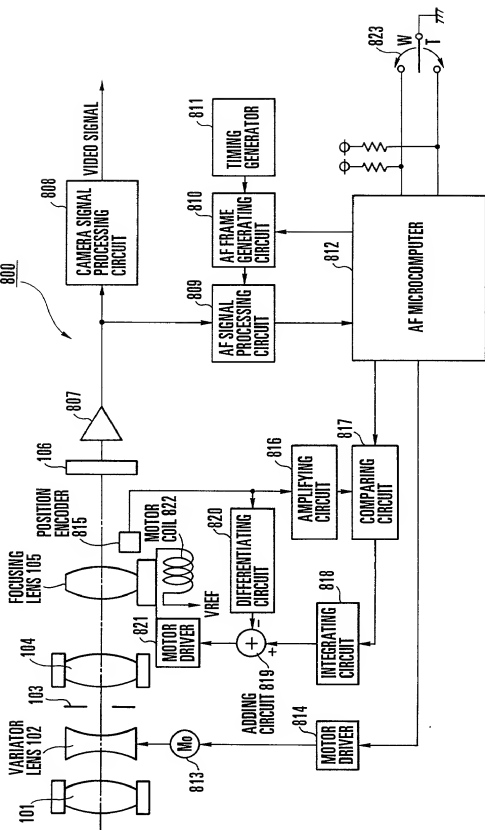 800
VIDEO SIGNAL
808
CAMERA SIGNAL
PROCESSING
CIRCUIT
811
TIMING
GENERATOR
810
AF FRAME
GENERATING
CIRCUIT
809
AF SIGNAL
PROCESSING
CIRCUIT
812
AF MICROCOMPUTER
823
W
T
807
106
POSITION
ENCODER
815
FOCUSING
LENS 105
MOTOR
COIL 822
VREF
821
MOTOR
DRIVER
820
DIFFERENTIATING
CIRCUIT
816
AMPLIFYING
CIRCUIT
817
COMPARING
CIRCUIT
818
INTEGRATING
CIRCUIT
+
−
+
ADDING
CIRCUIT 819
104
103
VARIATOR
LENS 102
101
Mo
813
814
MOTOR
DRIVER